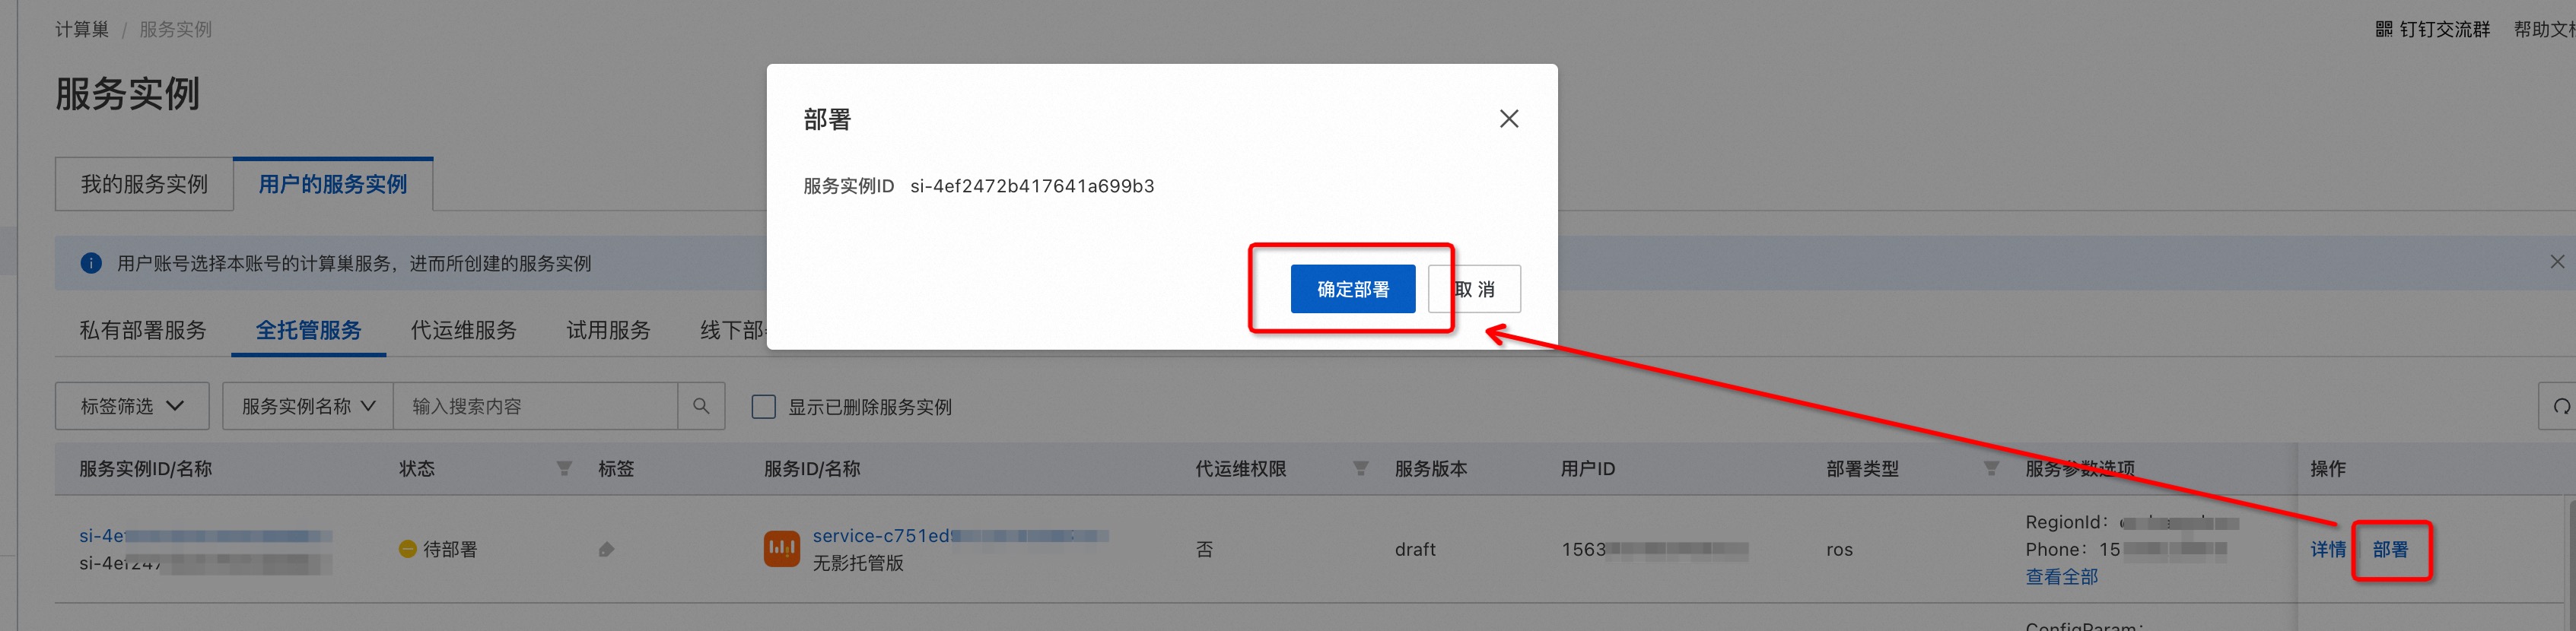 计算巢 / 服务实例
钉钉交流群 帮助文档
服务实例
我的服务实例 用户的服务实例
用户账号选择本账号的计算巢服务，进而所创建的服务实例
私有部署服务 全托管服务 代运维服务 试用服务 线下部
部署
服务实例ID si-4ef2472b417641a699b3
确定部署 取 消
标签筛选 服务实例名称 输入搜索内容 显示已删除服务实例
服务实例ID/名称 状态 标签 服务ID/名称 代运维权限 服务版本 用户ID 部署类型 服务参数选项 操作
si-4e
si-4ef247
待部署
service-c751ed
无影托管版
否 draft 1563 ros
RegionId：
Phone：15
查看全部
详情 部署
ConfigParam：